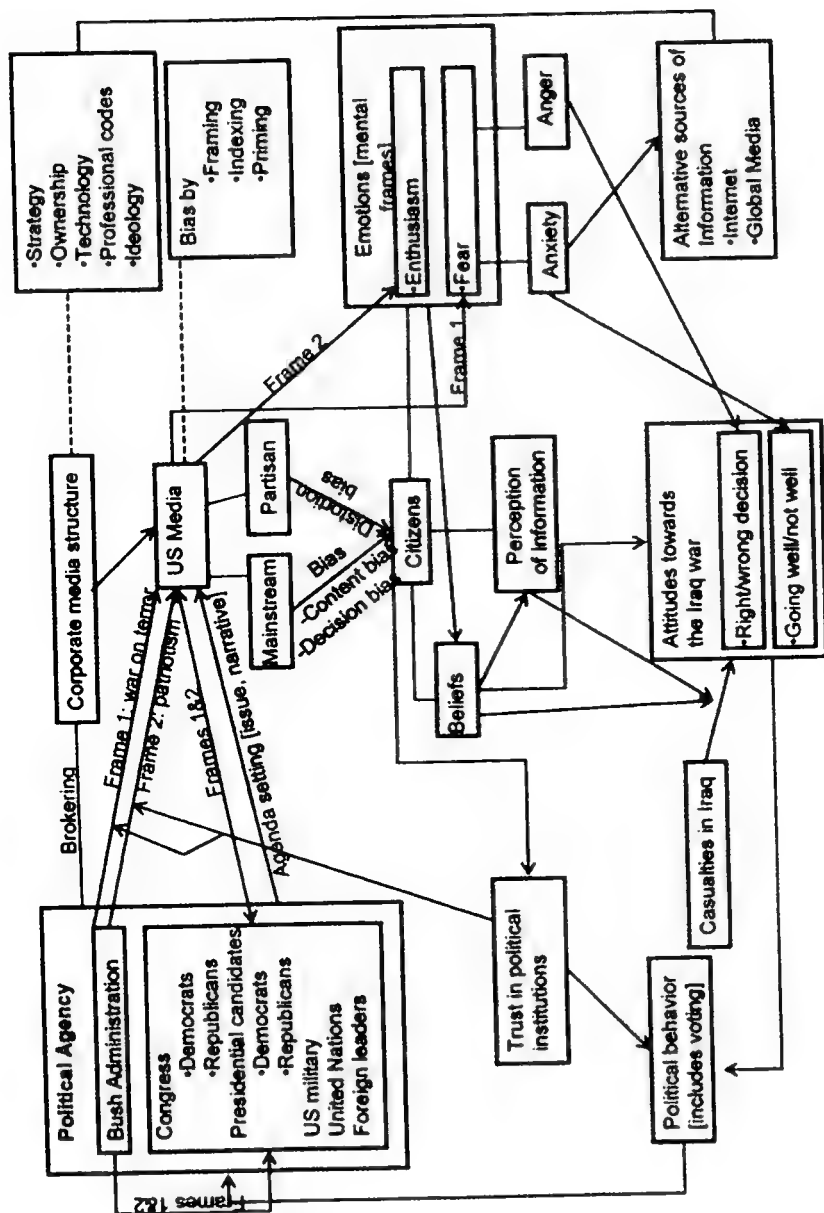 Political Agency
Bush Administration
Congress
•Democrats
•Republicans
Presidential candidates
•Democrats
•Republicans
US military
United Nations
Foreign leaders
Frames 1&2
Brokering
Corporate media structure
•Strategy
•Ownership
•Technology
•Professional codes
•Ideology
Frame 1: war on terror
Frame 2: patriotism
Frames 1&2
Agenda setting [issue, narrative]
US Media
Bias by
•Framing
•Indexing
•Priming
Mainstream
Partisan
Bias
-Content bias
-Decision bias
Distortion
bias
Frame 2
Frame 1
Emotions [mental
frames]
•Enthusiasm
•Fear
Citizens
Beliefs
Perception
of Information
Anxiety
Anger
Trust in political
institutions
Alternative sources of
Information
•Internet
•Global Media
Political behavior
[includes voting]
Casualties in Iraq
Attitudes towards
the Iraq war
•Right/wrong decision
•Going well/not well